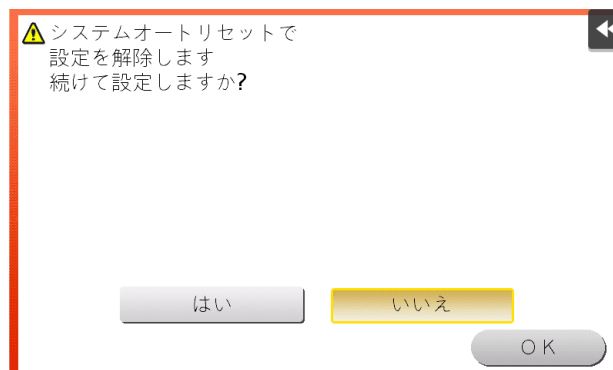 システムオートリセットで
設定を解除します
続けて設定しますか?
はい
いいえ
OK